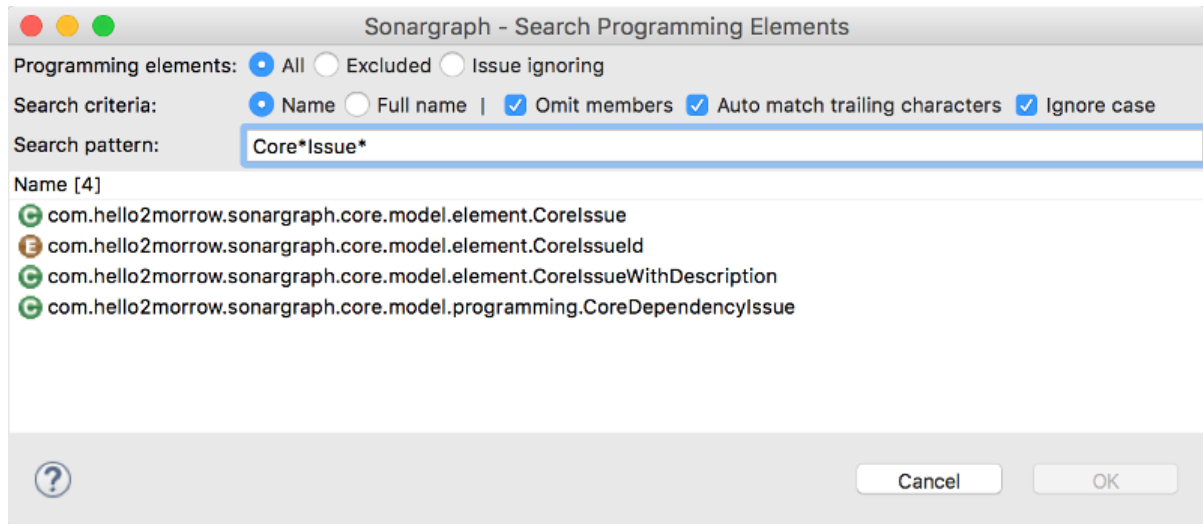 Sonargraph - Search Programming Elements
Programming elements: All Excluded Issue ignoring
Search criteria: Name Full name | Omit members Auto match trailing characters Ignore case
Search pattern: Core*Issue*
Name [4]
C com.hello2morrow.sonargraph.core.model.element.CoreIssue
E com.hello2morrow.sonargraph.core.model.element.CoreIssueId
C com.hello2morrow.sonargraph.core.model.element.CoreIssueWithDescription
C com.hello2morrow.sonargraph.core.model.programming.CoreDependencyIssue
? Cancel OK